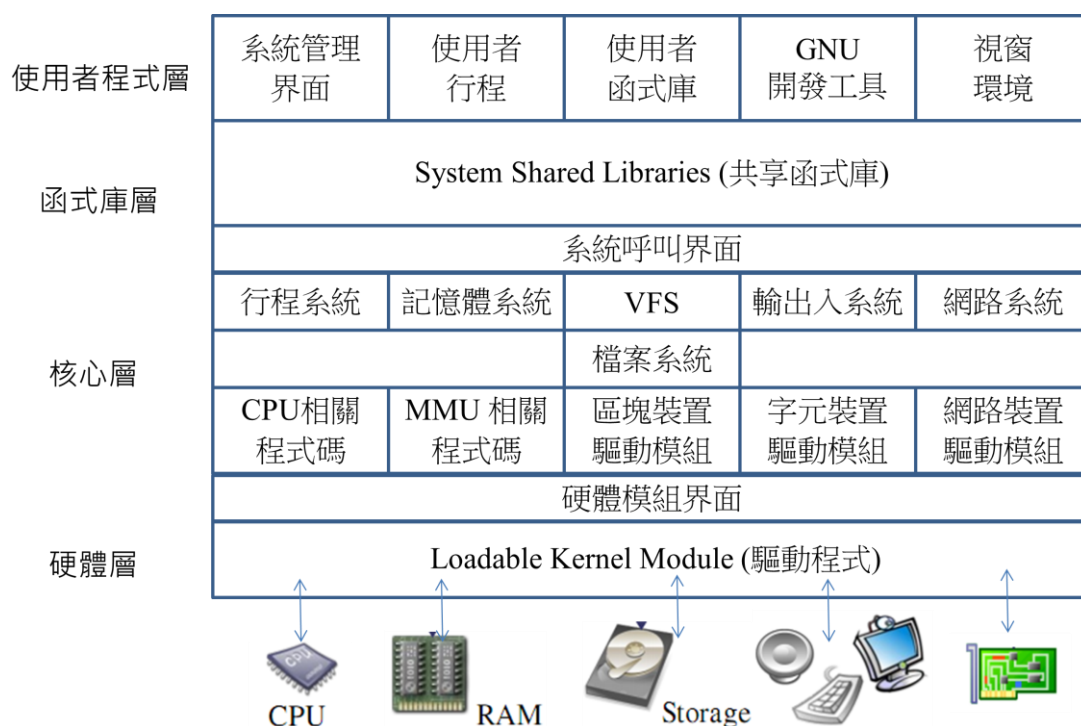 使用者程式層
系統管理
界面
使用者
行程
使用者
函式庫
GNU
開發工具
視窗
環境
函式庫層
System Shared Libraries (共享函式庫)
系統呼叫界面
核心層
行程系統
記憶體系統
VFS
輸出入系統
網路系統
檔案系統
CPU相關
程式碼
MMU 相關
程式碼
區塊裝置
驅動模組
字元裝置
驅動模組
網路裝置
驅動模組
硬體模組界面
硬體層
Loadable Kernel Module (驅動程式)
CPU
CPU
RAM
Storage